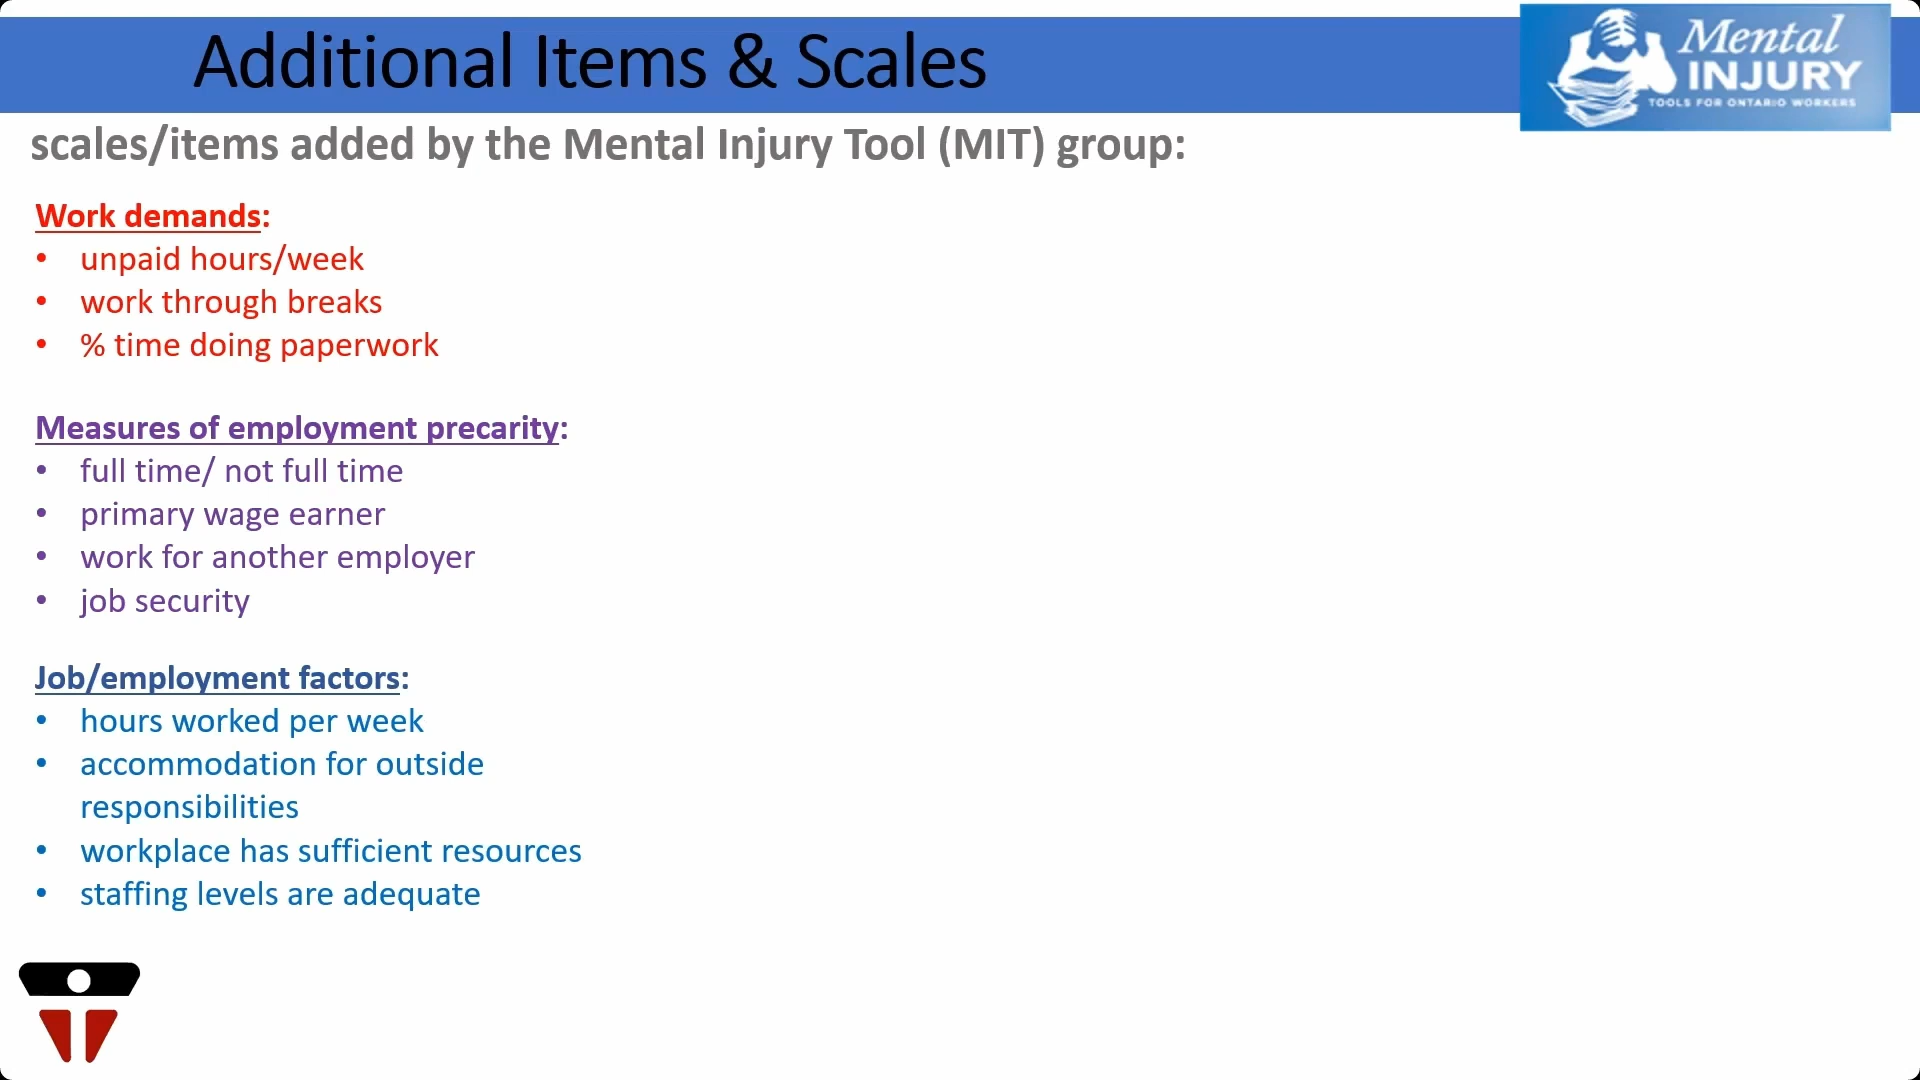 Additional Items & Scales
Mental
INJURY
TOOLS FOR ONTARIO WORKERS
scales/items added by the Mental Injury Tool (MIT) group:
Work demands:
• unpaid hours/week
• work through breaks
• % time doing paperwork
Measures of employment precarity:
• full time/ not full time
• primary wage earner
• work for another employer
• job security
Job/employment factors:
• hours worked per week
• accommodation for outside
responsibilities
• workplace has sufficient resources
• staffing levels are adequate